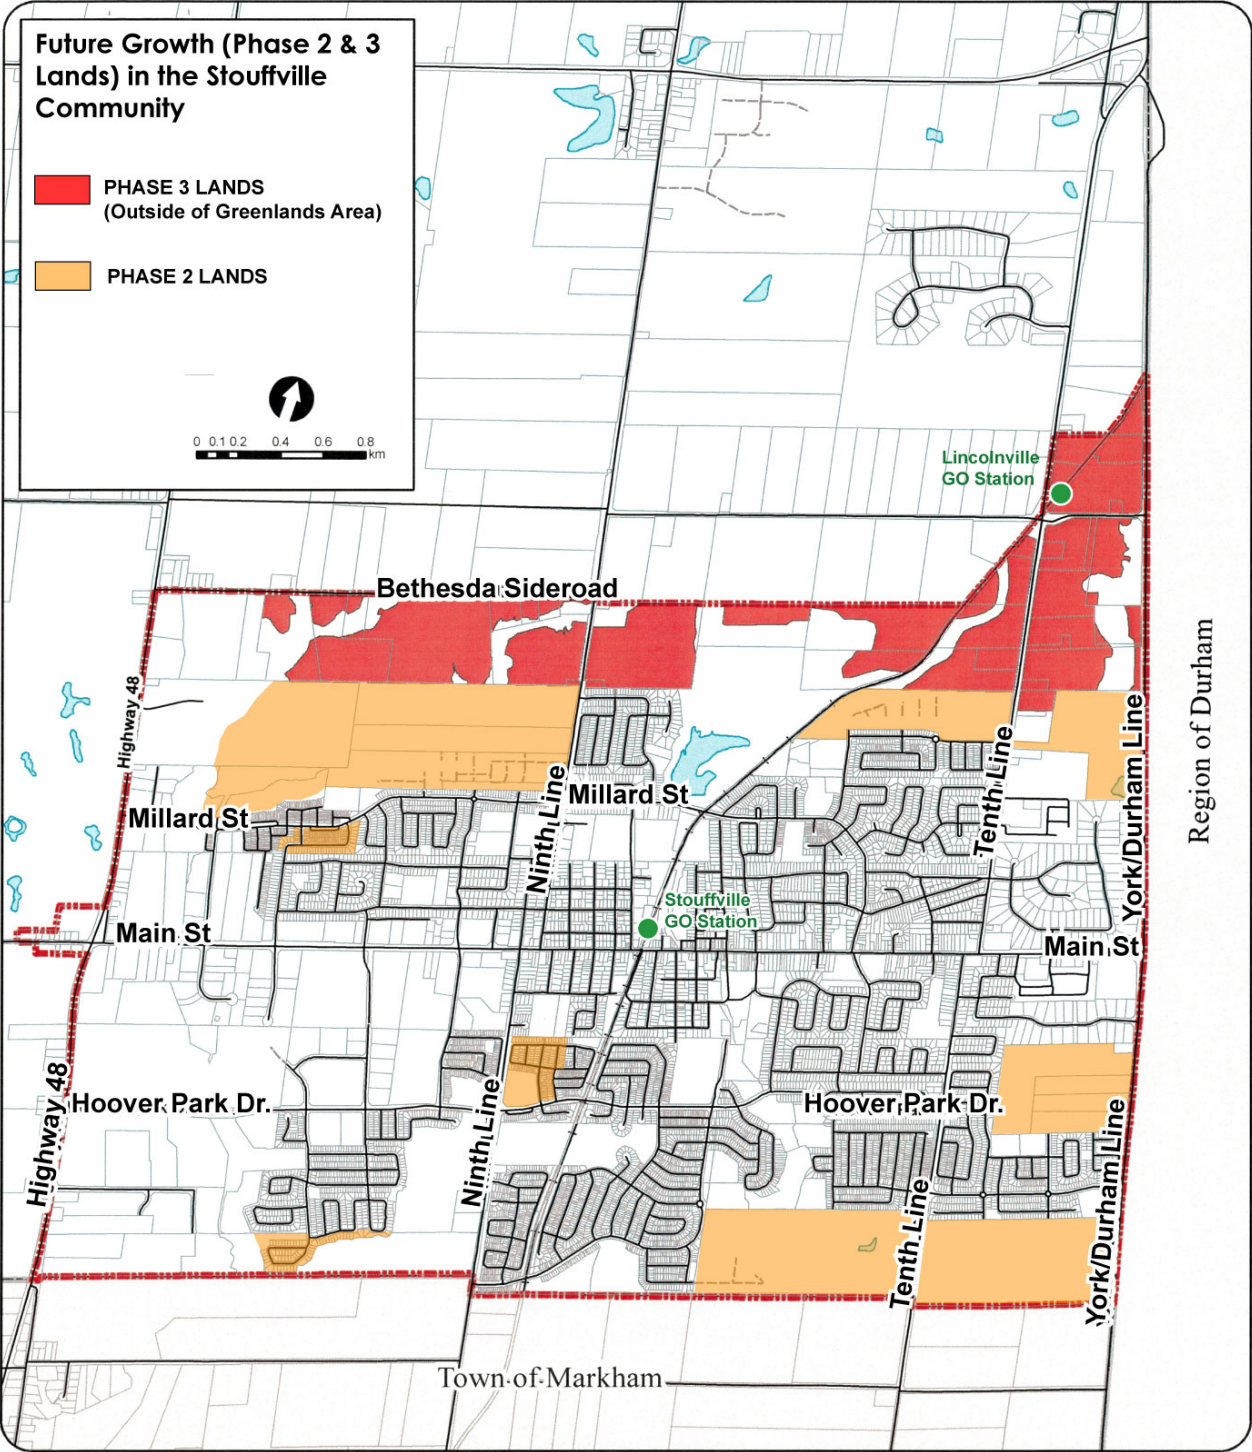 Future Growth (Phase 2 & 3
Lands) in the Stouffville
Community
PHASE 3 LANDS
(Outside of Greenlands Area)
PHASE 2 LANDS
0 0.1 0.2 0.4 0.6 0.8
km
Lincolnville
GO Station
Bethesda Sideroad
Highway 48
Region of Durham
York/Durham Line
Tenth Line
Ninth Line
Millard St
Millard St
Stouffville
GO Station
Main St
Main St
Highway 48
Hoover Park Dr.
Hoover Park Dr.
Ninth Line
Tenth Line
York/Durham Line
Town of Markham